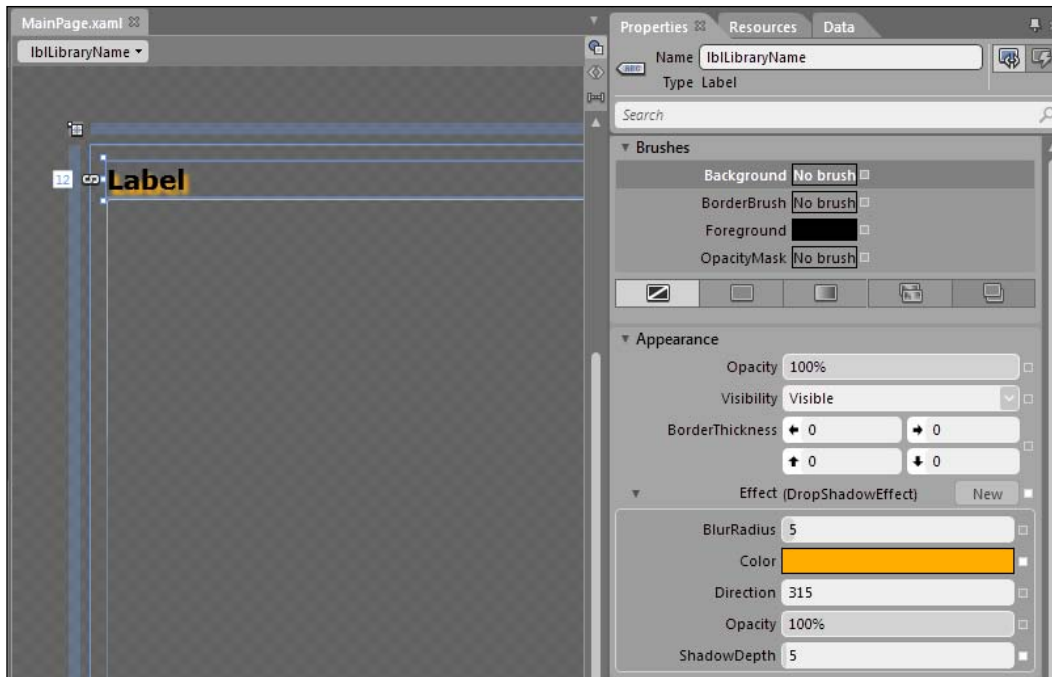 MainPage.xaml
lblLibraryName
12
Label
Properties Resources Data
Name lblLibraryName
ABC
Type Label
Search
Brushes
Background No brush
BorderBrush No brush
Foreground
OpacityMask No brush
Appearance
Opacity 100%
Visibility Visible
BorderThickness 0 0
0 0
Effect (DropShadowEffect) New
BlurRadius 5
Color
Direction 315
Opacity 100%
ShadowDepth 5